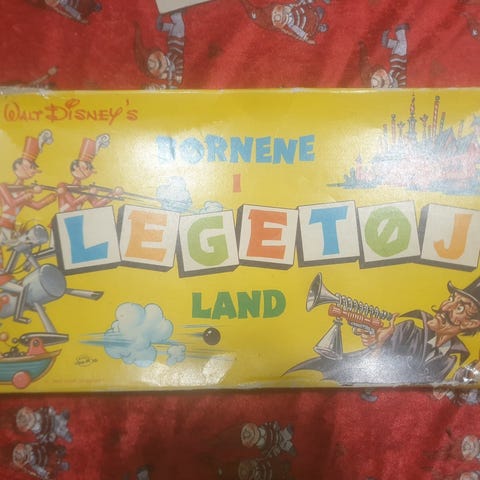 WALT DISNEY'S
BØRNENE
I
LEGETØJ
LAND